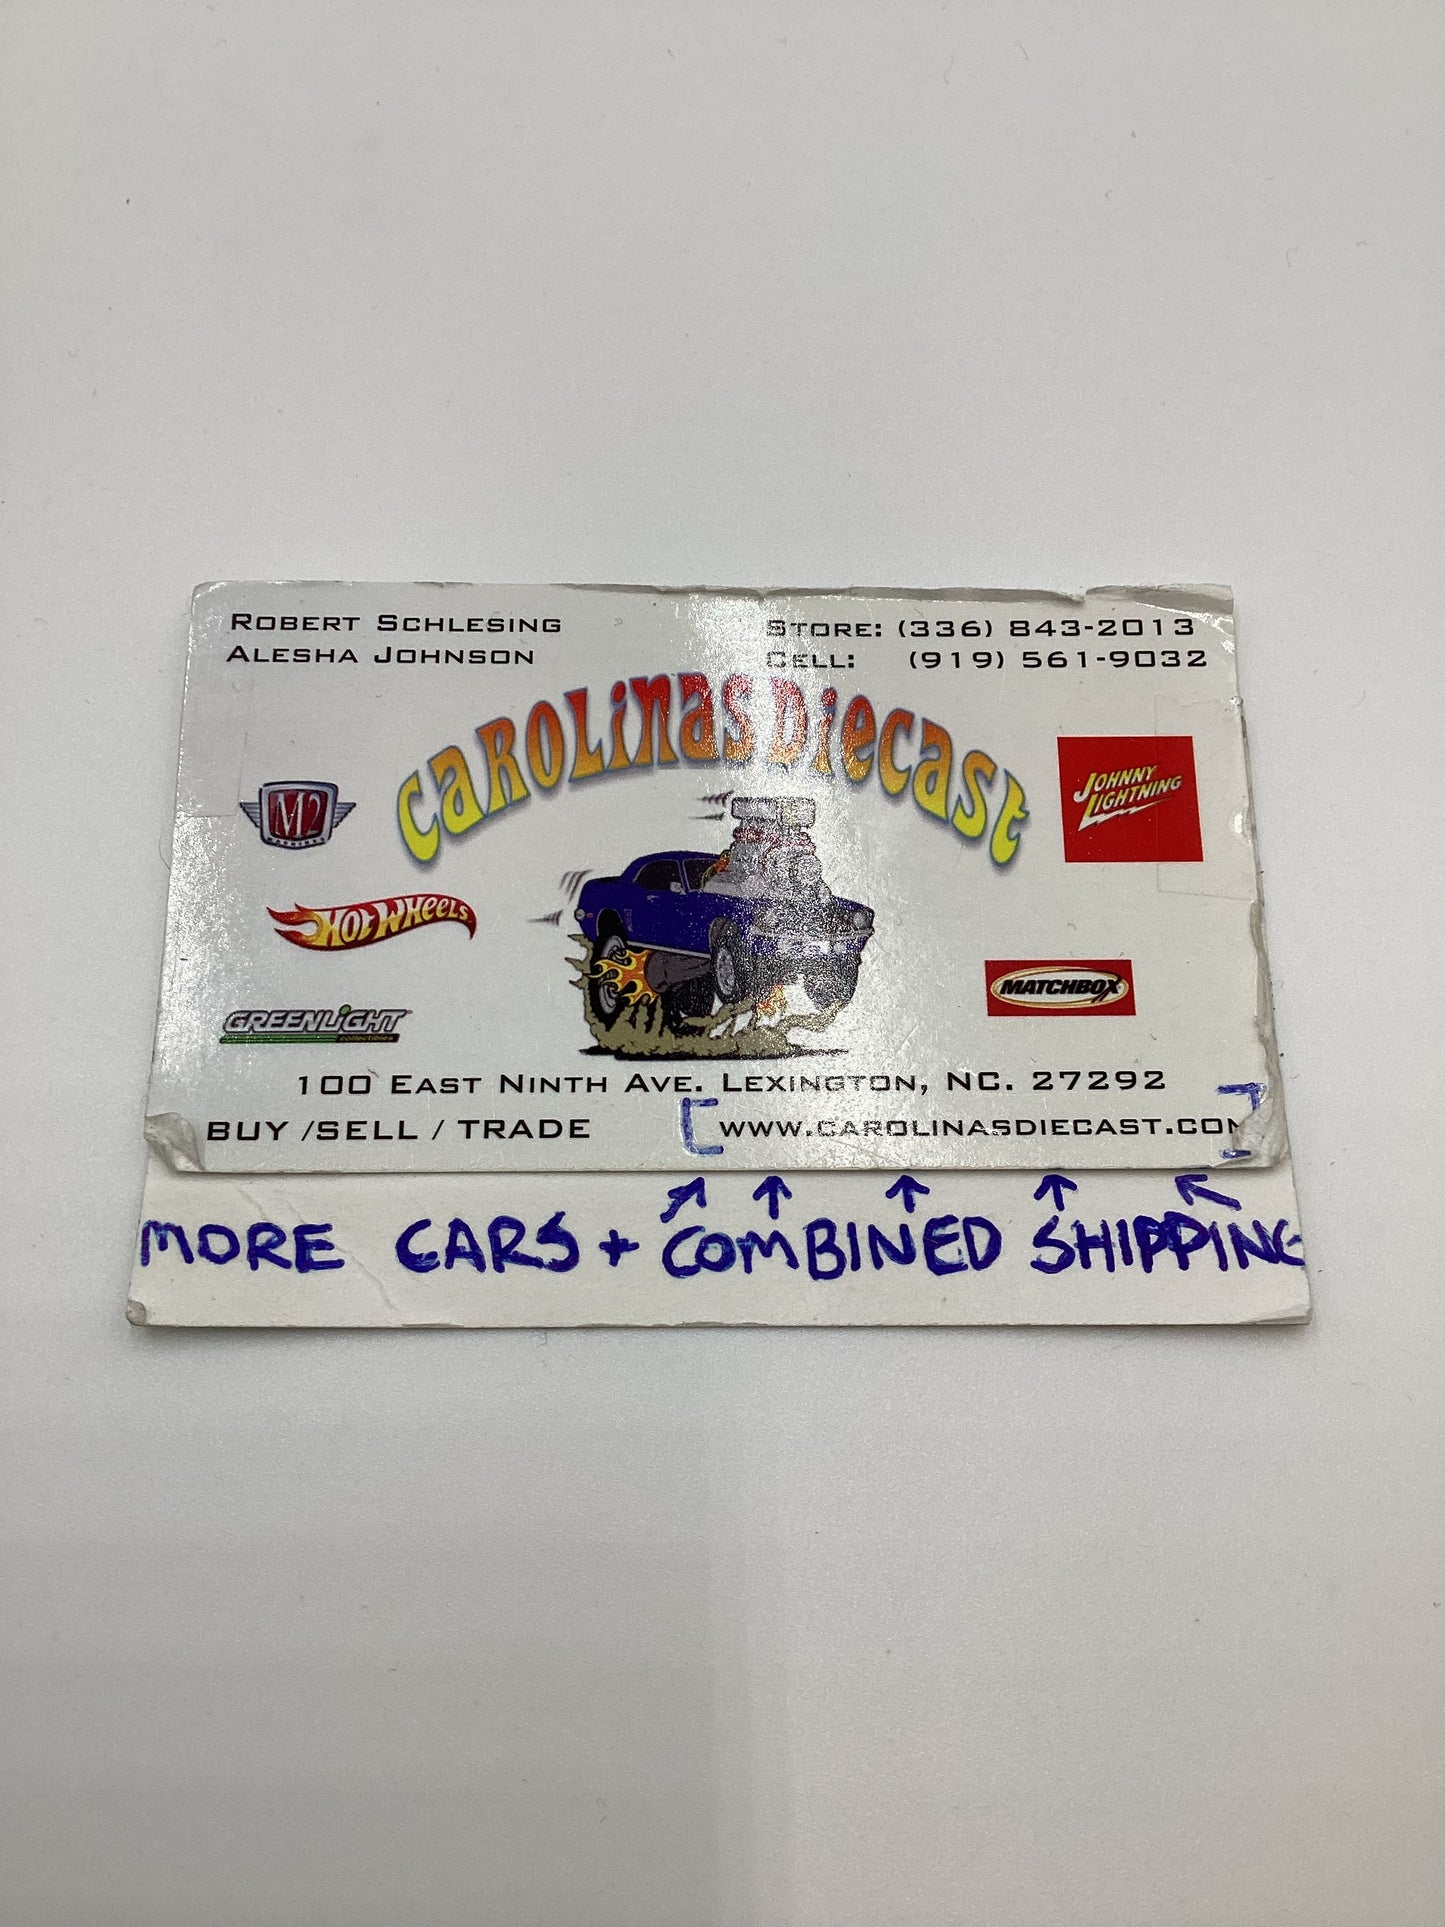 ROBERT SCHLESING
ALESHA JOHNSON
STORE: (336) 843-2013
CELL: (919) 561-9032
CAROLINAS DIECAST
M2
MACHINES
JOHNNY
LIGHTNING
HOT WHEELS
MATCHBOX
GREENLIGHT
collectibles
100 EAST NINTH AVE. LEXINGTON, NC. 27292
BUY /SELL / TRADE
WWW.CAROLINASDIECAST.COM
MORE CARS + COMBINED SHIPPING